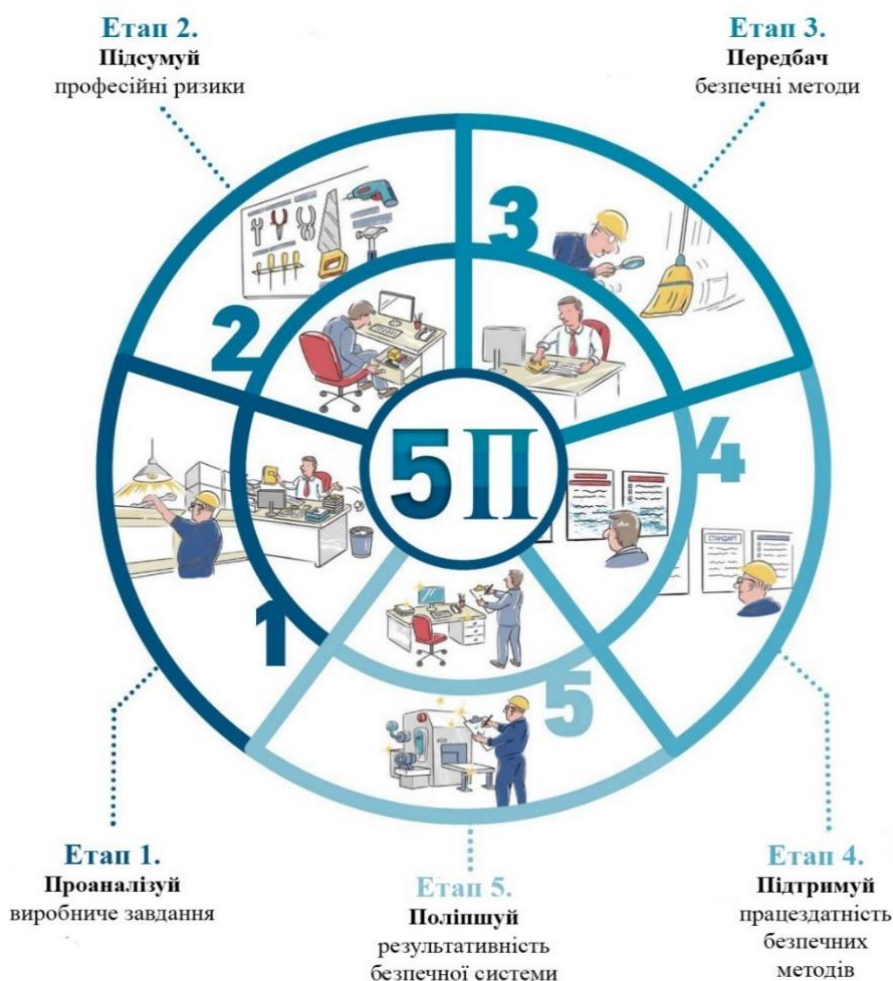 Етап 2.
Підсумуй
професійні ризики
Етап 3.
Передбач
безпечні методи
3
2
5П
4
СТАНДАРТ
1
5
Етап 1.
Проаналізуй
виробниче завдання
Етап 5.
Поліпшуй
результативність
безпечної системи
Етап 4.
Підтримуй
працездатність
безпечних
методів